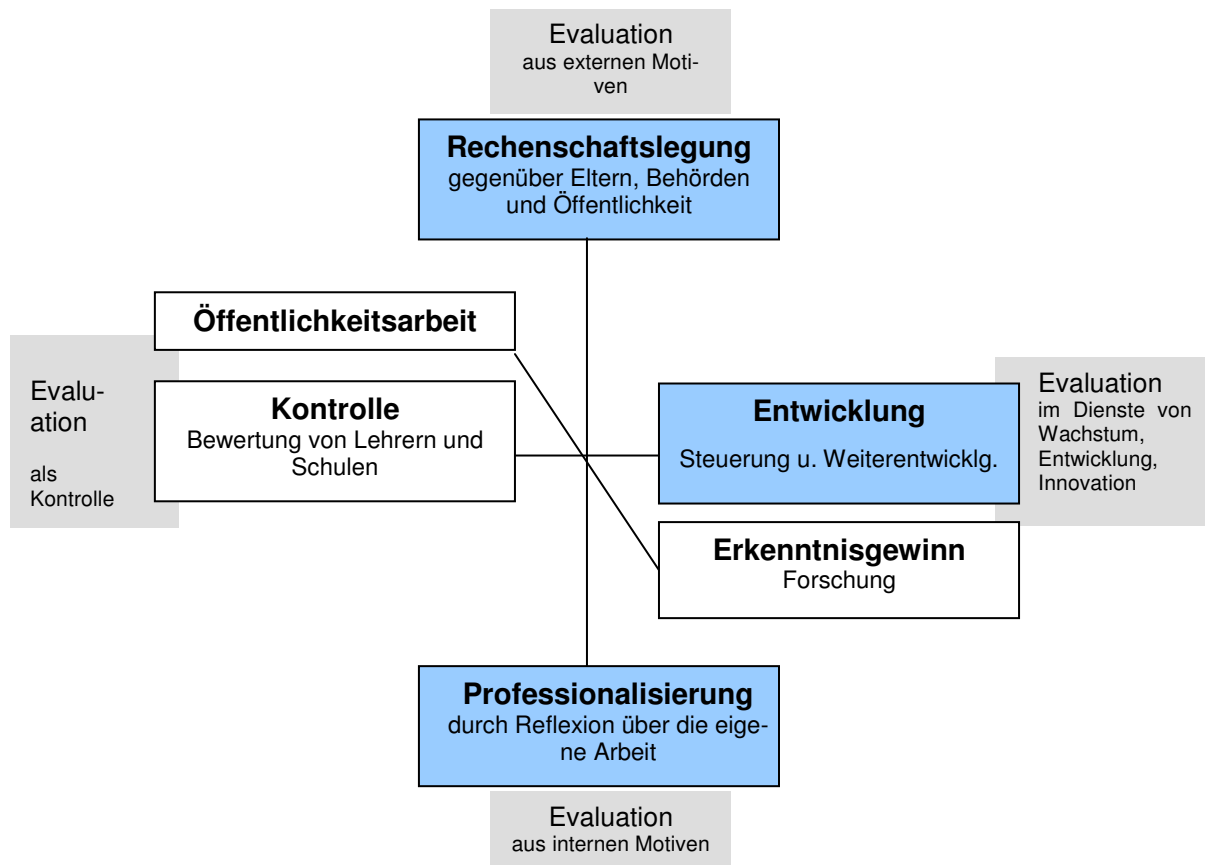 Evaluation
aus externen Moti-
ven
Rechenschaftslegung
gegenüber Eltern, Behörden
und Öffentlichkeit
Öffentlichkeitsarbeit
Evalu-
ation
als
Kontrolle
Kontrolle
Bewertung von Lehrern und
Schulen
Entwicklung
Steuerung u. Weiterentwicklg.
Evaluation
im Dienste von
Wachstum,
Entwicklung,
Innovation
Erkenntnisgewinn
Forschung
Professionalisierung
durch Reflexion über die eige-
ne Arbeit
Evaluation
aus internen Motiven